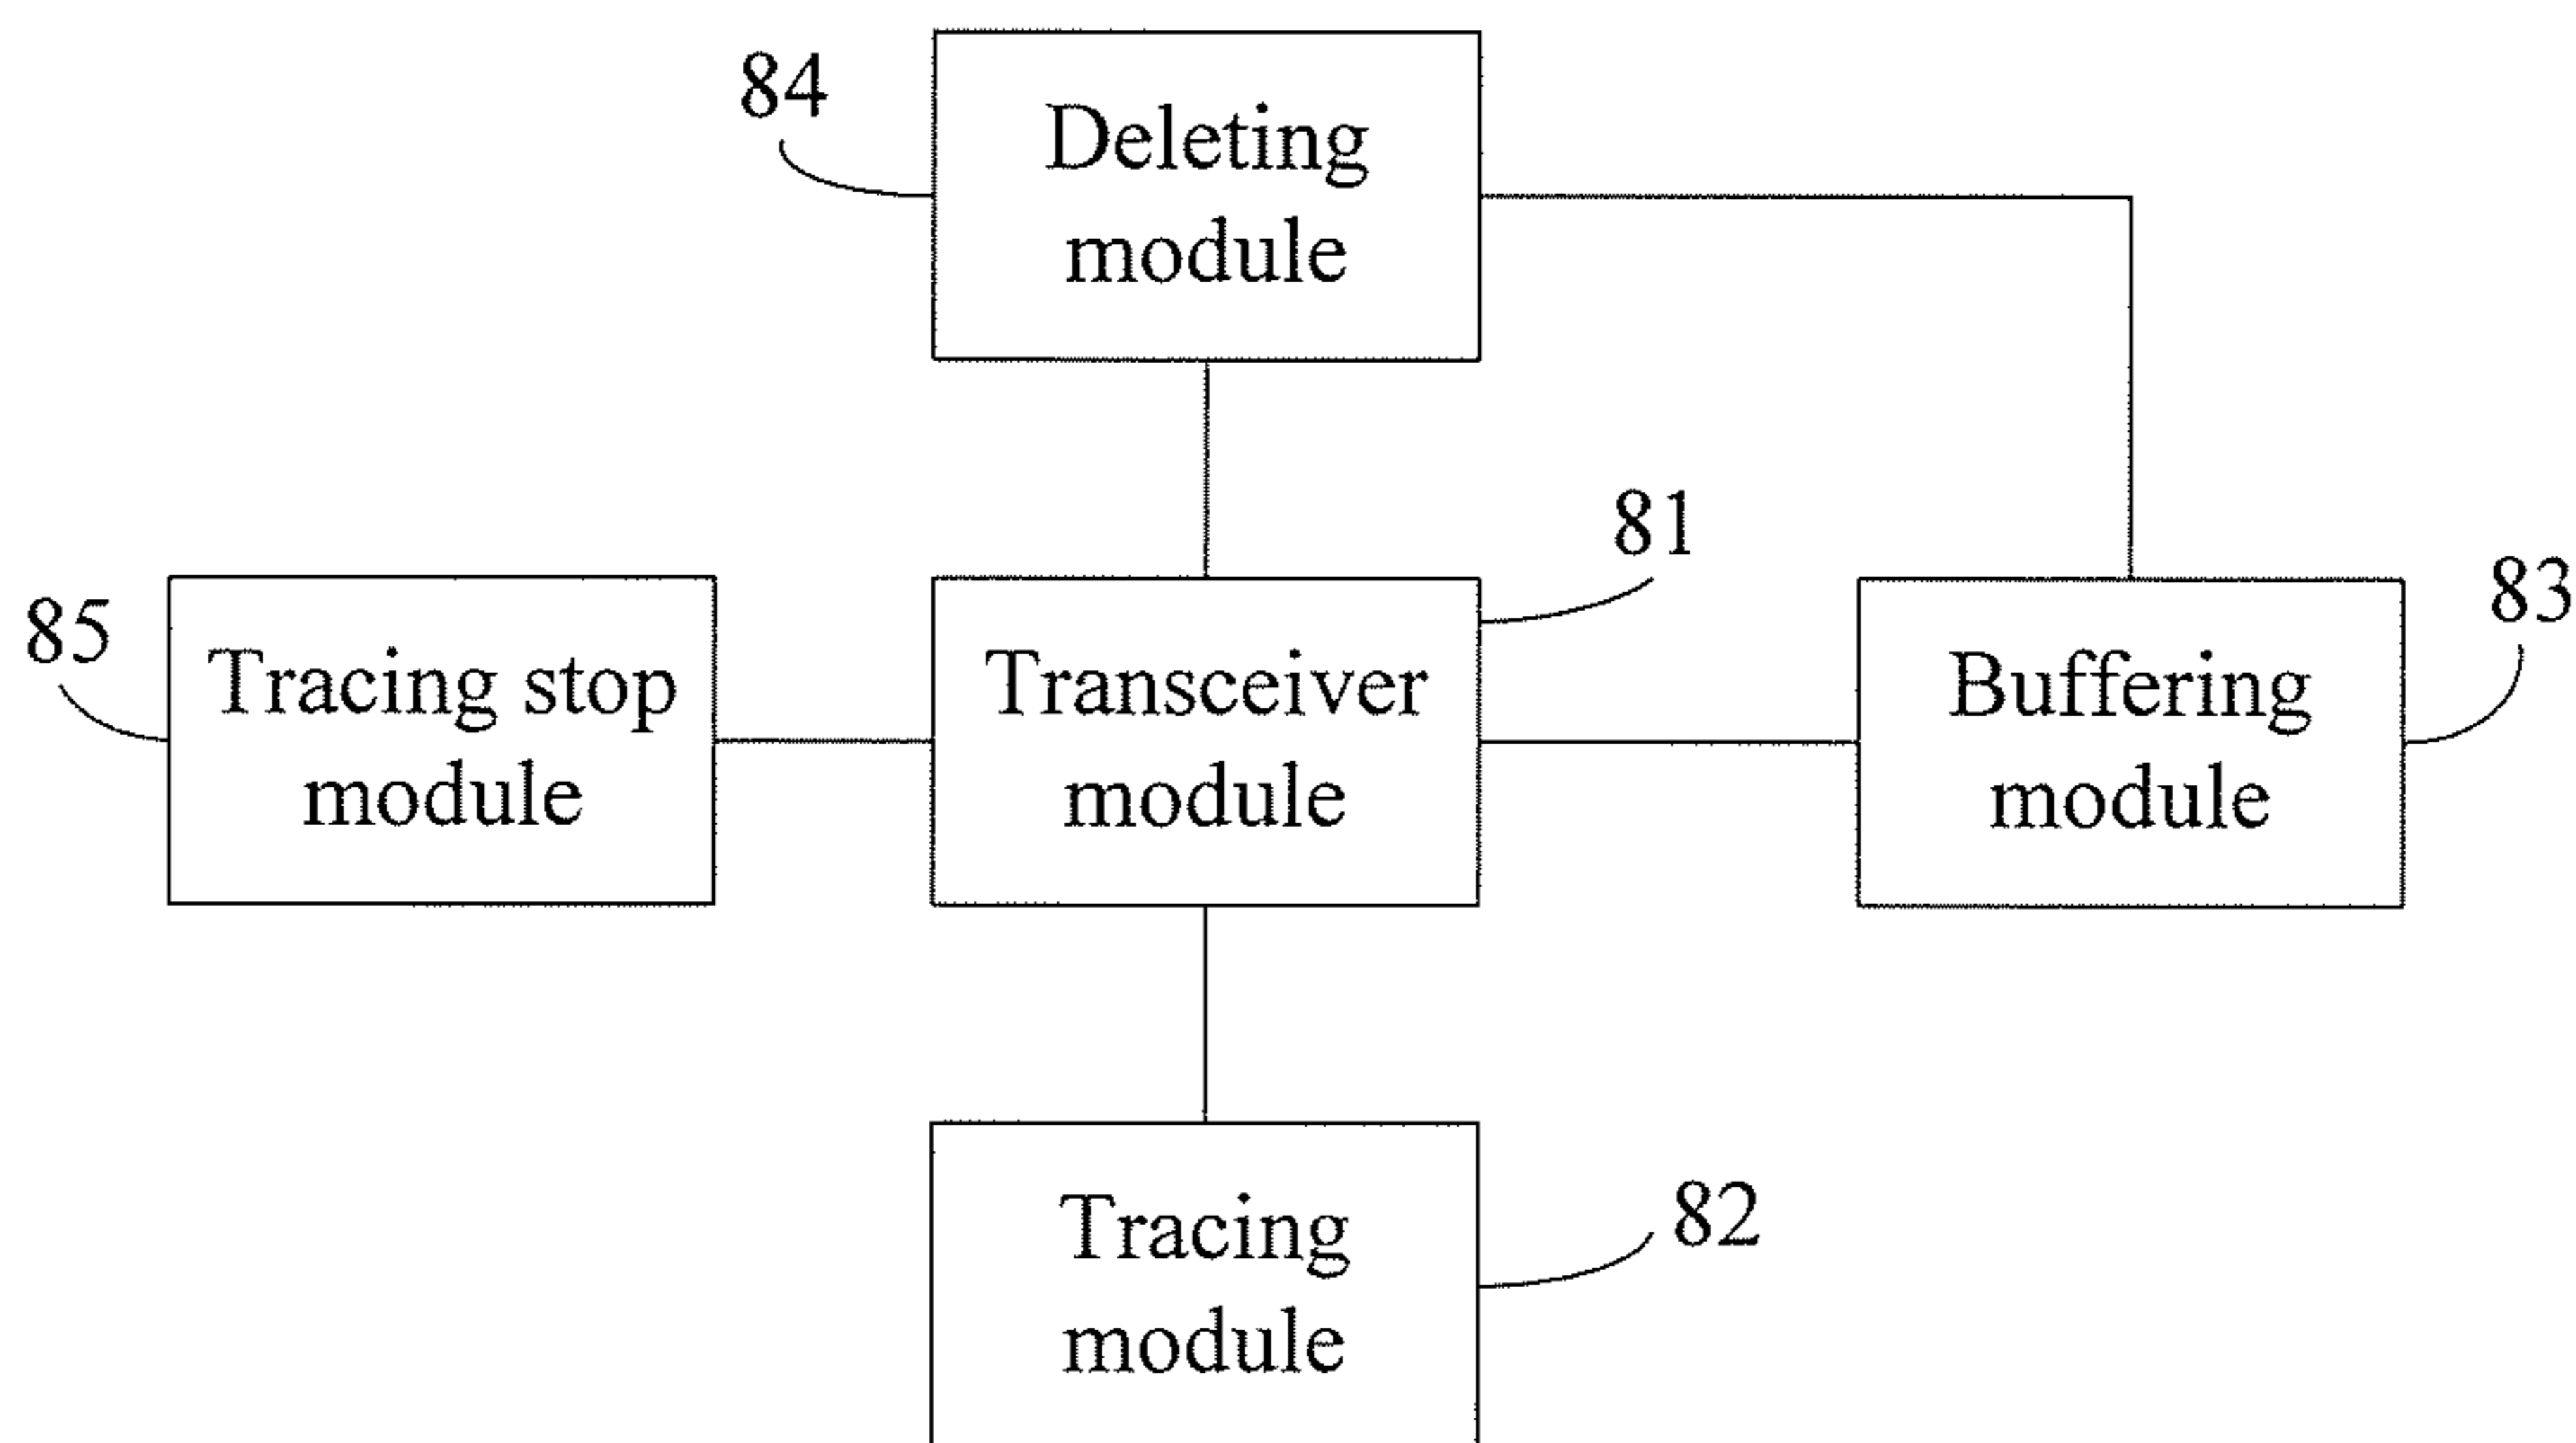 84
Deleting
module
81
85
Tracing stop
module
Transceiver
module
Buffering
module
83
Tracing
module
82